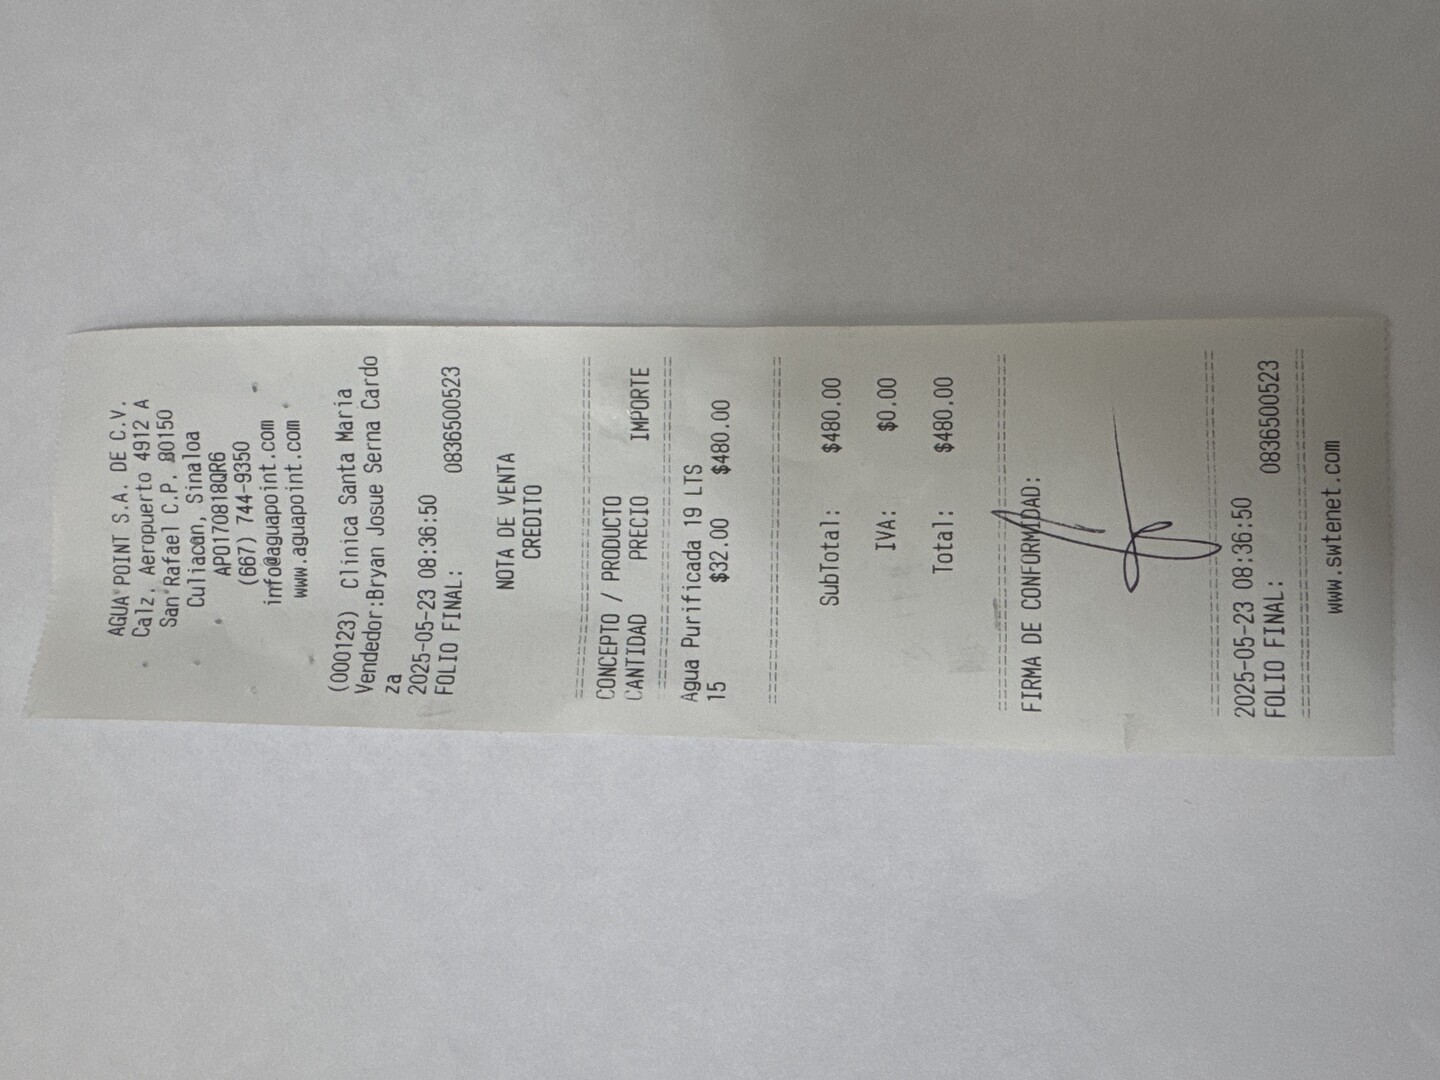 AGUA POINT S.A. DE C.V.
Calz. Aeropuerto 4912 A
San Rafael C.P. 80150
Culiacan, Sinaloa
APO170818QR6
(667) 744-9350
info@aguapoint.com
www.aguapoint.com
(000123) Clinica Santa Maria
Vendedor:Bryan Josue Serna Cardo
za
2025-05-23 08:36:50
FOLIO FINAL: 0836500523
NOTA DE VENTA
CREDITO
CONCEPTO / PRODUCTO
CANTIDAD PRECIO IMPORTE
Agua Purificada 19 LTS
15 $32.00 $480.00
SubTotal: $480.00
IVA: $0.00
Total: $480.00
FIRMA DE CONFORMIDAD:
2025-05-23 08:36:50
FOLIO FINAL: 0836500523
www.swtenet.com